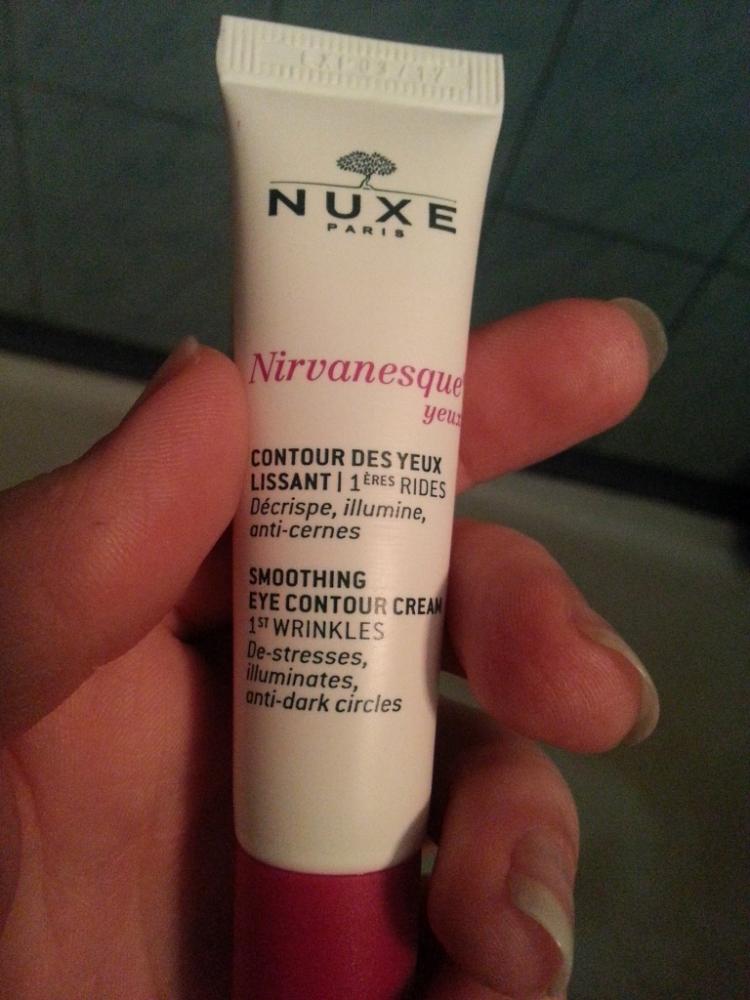 NUXE
PARIS
Nirvanesque
yeux
CONTOUR DES YEUX
LISSANT | 1ÈRES RIDES
Décrispe, illumine,
anti-cernes
SMOOTHING
EYE CONTOUR CREAM
1ST WRINKLES
De-stresses,
illuminates,
anti-dark circles